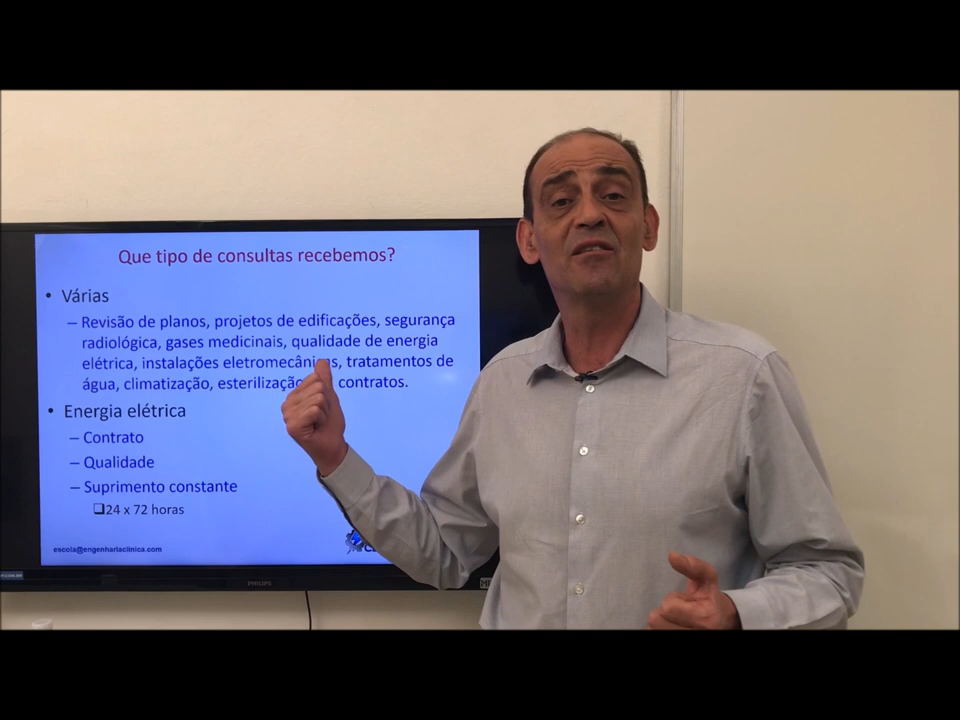 Que tipo de consultas recebemos?
• Várias
– Revisão de planos, projetos de edificações, segurança
radiológica, gases medicinais, qualidade de energia
elétrica, instalações eletromecânicas, tratamentos de
água, climatização, esterilização contratos.
• Energia elétrica
– Contrato
– Qualidade
– Suprimento constante
❑24 x 72 horas
escola@engenhariaclinica.com
PHILIPS